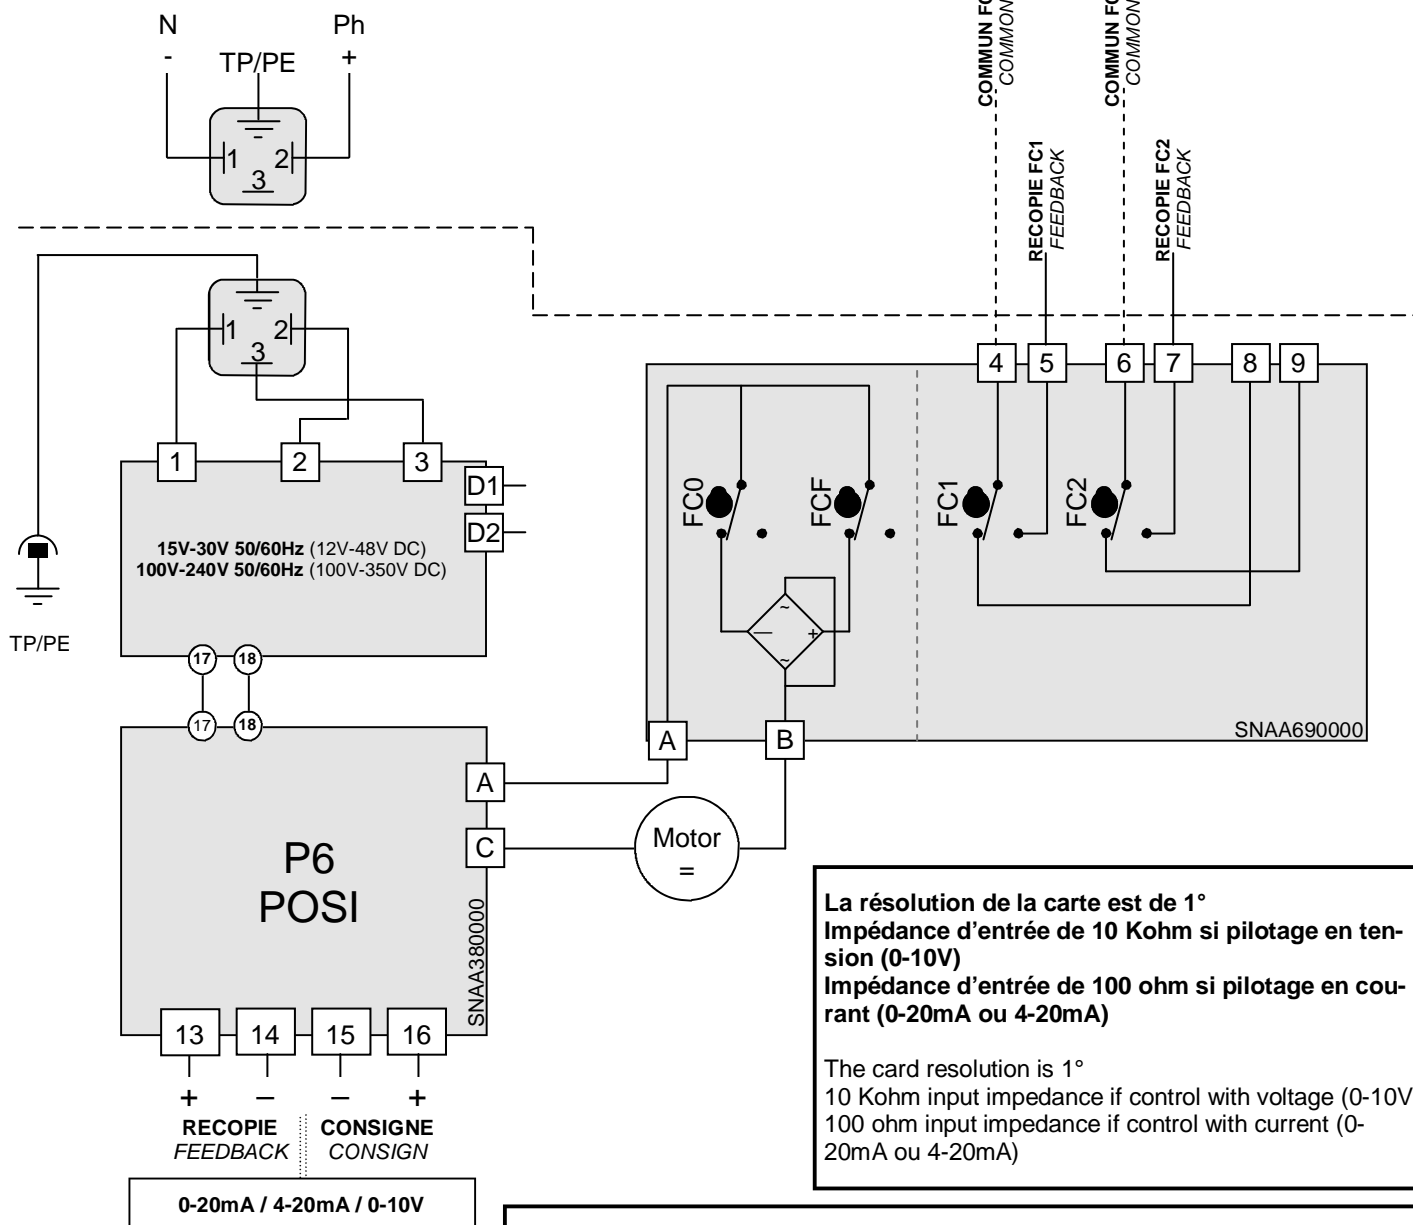 N
Ph
-
TP/PE
+
1
2
3
COMMUN FC
COMMON
COMMUN FC
COMMON
RECOPIE FC1
FEEDBACK
RECOPIE FC2
FEEDBACK
1
2
3
4
5
6
7
8
9
1
2
3
D1
D2
15V-30V 50/60Hz (12V-48V DC)
100V-240V 50/60Hz (100V-350V DC)
TP/PE
FC0
FCF
FC1
FC2
~
—
+
~
17
18
17
18
A
B
SNAA690000
A
C
Motor
=
P6
POSI
SNAA380000
13
14
15
16
+
–
–
+
RECOPIE
FEEDBACK
CONSIGNE
CONSIGN
0-20mA / 4-20mA / 0-10V
La résolution de la carte est de 1°
Impédance d'entrée de 10 Kohm si pilotage en ten-
sion (0-10V)
Impédance d'entrée de 100 ohm si pilotage en cou-
rant (0-20mA ou 4-20mA)
The card resolution is 1°
10 Kohm input impedance if control with voltage (0-10V
100 ohm input impedance if control with current (0-
20mA ou 4-20mA)